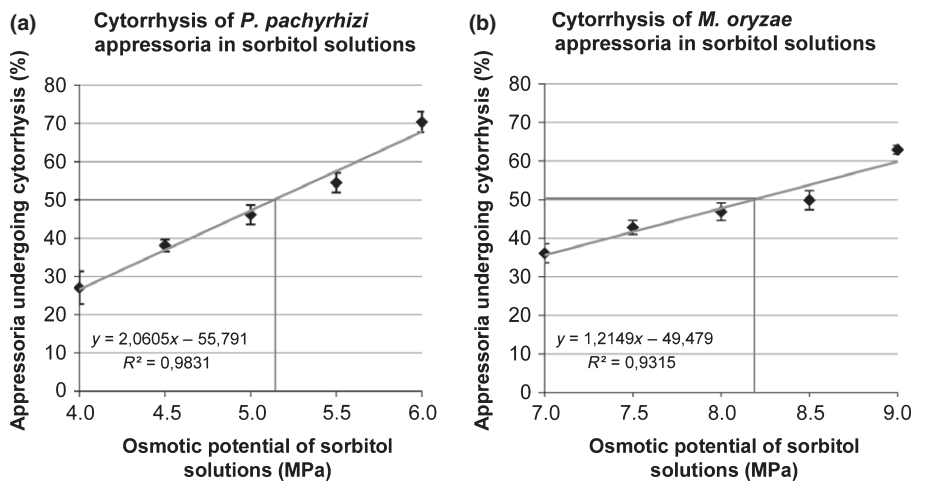 (a)
Cytorrhysis of P. pachyrhizi
appressoria in sorbitol solutions
Appressoria undergoing cytorrhysis (%)
80
70
60
50
40
30
20
10
0
y = 2,0605x – 55,791
R² = 0,9831
4.0 4.5 5.0 5.5 6.0
Osmotic potential of sorbitol
solutions (MPa)
(b)
Cytorrhysis of M. oryzae
appressoria in sorbitol solutions
Appressoria undergoing cytorrhysis (%)
80
70
60
50
40
30
20
10
0
y = 1,2149x – 49,479
R² = 0,9315
7.0 7.5 8.0 8.5 9.0
Osmotic potential of sorbitol
solutions (MPa)